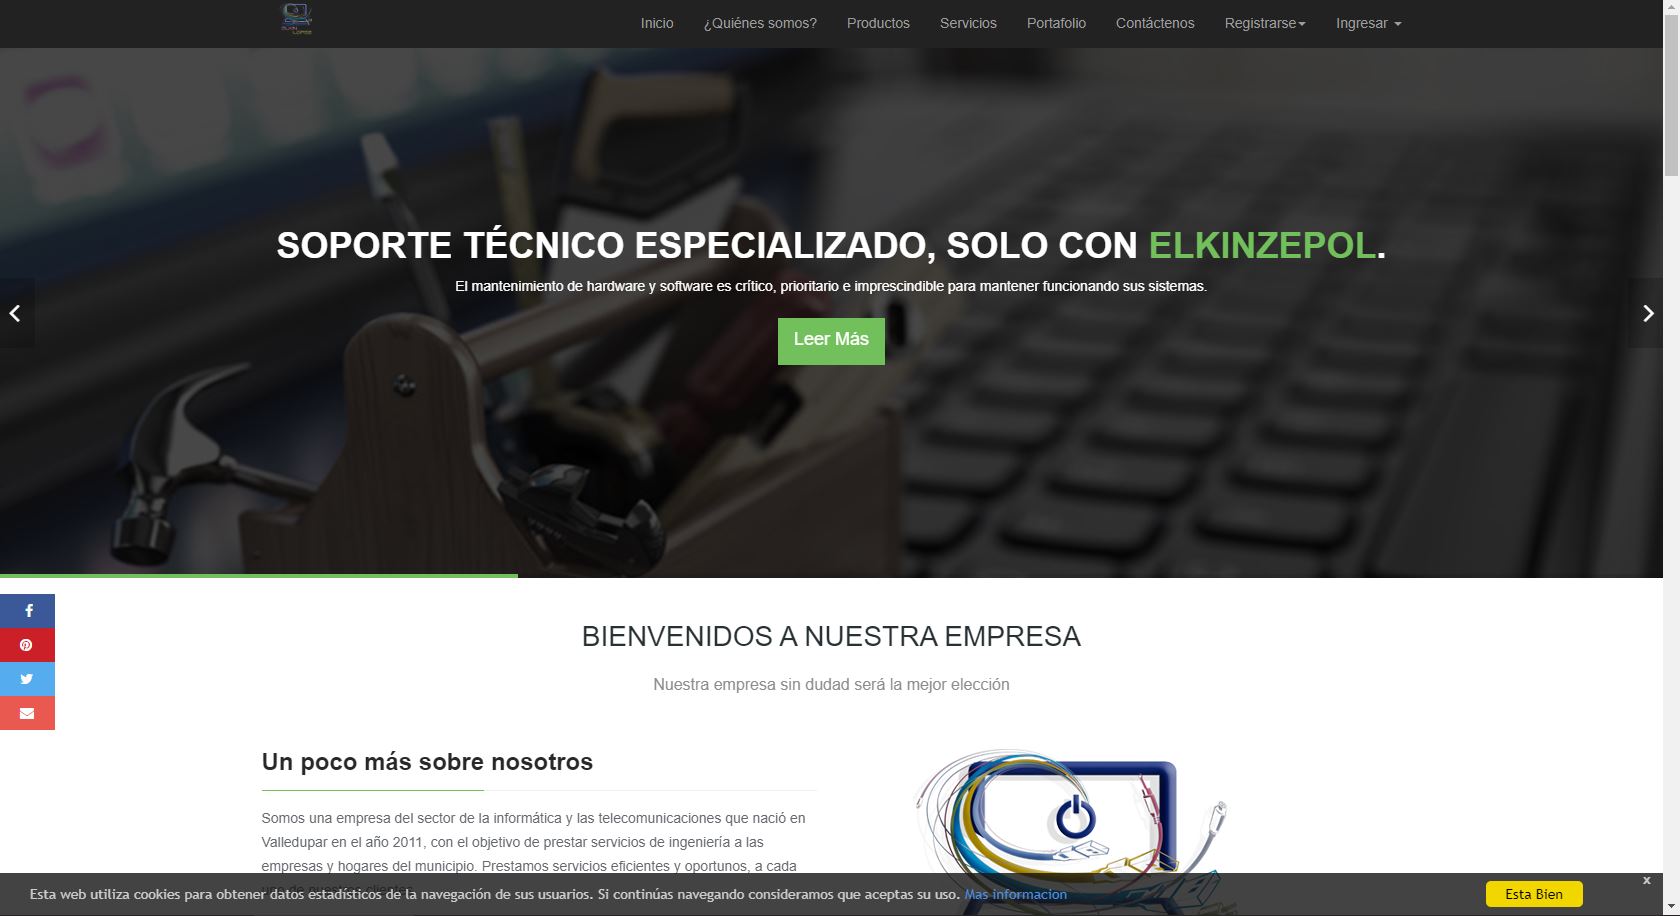 Inicio
¿Quiénes somos?
Productos
Servicios
Portafolio
Contáctenos
Registrarse
Ingresar
SOPORTE TÉCNICO ESPECIALIZADO, SOLO CON ELKINZEPOL.
El mantenimiento de hardware y software es crítico, prioritario e imprescindible para mantener funcionando sus sistemas.
Leer Más
BIENVENIDOS A NUESTRA EMPRESA
Nuestra empresa sin dudad será la mejor elección
Un poco más sobre nosotros
Somos una empresa del sector de la informática y las telecomunicaciones que nació en
Valledupar en el año 2011, con el objetivo de prestar servicios de ingeniería a las
empresas y hogares del municipio. Prestamos servicios eficientes y oportunos, a cada
Esta web utiliza cookies para obtener datos estadísticos de la navegación de sus usuarios. Si continúas navegando consideramos que aceptas su uso. Mas informacion
Esta Bien
x